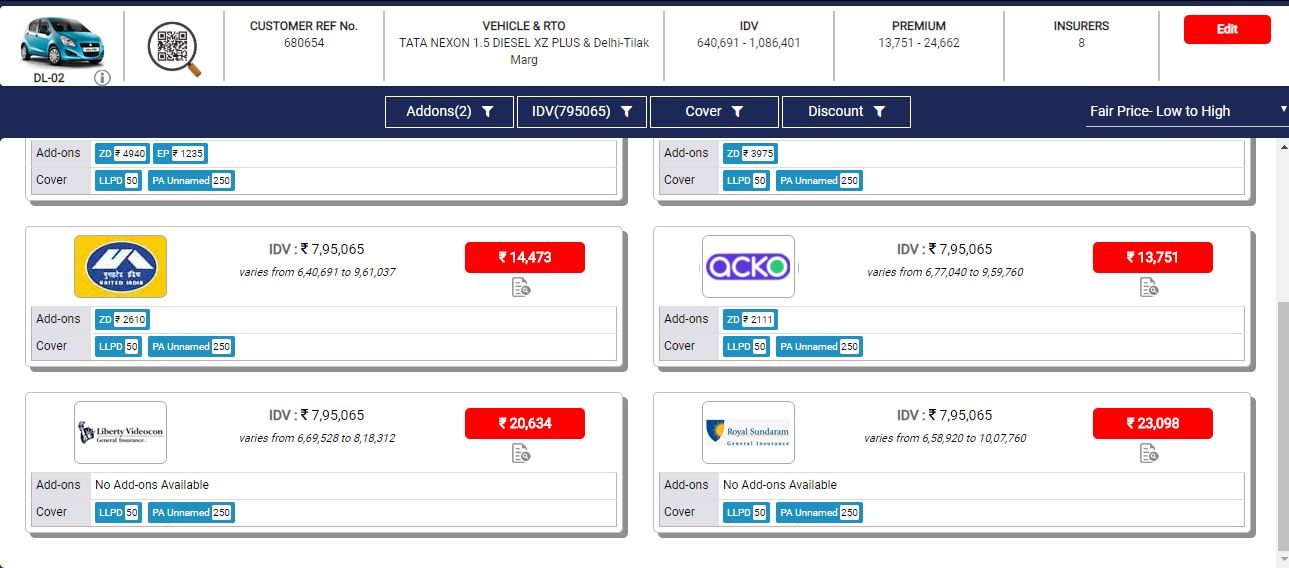 CUSTOMER REF No.
680654
VEHICLE & RTO
TATA NEXON 1.5 DIESEL XZ PLUS & Delhi-Tilak
Marg
IDV
640,691 - 1,086,401
PREMIUM
13,751 - 24,662
INSURERS
8
Edit
DL-02
Addons(2)
IDV(795065)
Cover
Discount
Fair Price- Low to High
Add-ons ZD ₹ 4940 EP ₹ 1235
Cover LLPD 50 PA Unnamed 250
Add-ons ZD ₹ 3975
Cover LLPD 50 PA Unnamed 250
युनाइटेड इंडिया
UNITED INDIA
IDV : ₹ 7,95,065
varies from 6,40,691 to 9,61,037
₹ 14,473
Add-ons ZD ₹ 2610
Cover LLPD 50 PA Unnamed 250
acko
IDV : ₹ 7,95,065
varies from 6,77,040 to 9,59,760
₹ 13,751
Add-ons ZD ₹ 2111
Cover LLPD 50 PA Unnamed 250
Liberty Videocon
General Insurance
IDV : ₹ 7,95,065
varies from 6,69,528 to 8,18,312
₹ 20,634
Add-ons No Add-ons Available
Cover LLPD 50 PA Unnamed 250
Royal Sundaram
General Insurance
IDV : ₹ 7,95,065
varies from 6,58,920 to 10,07,760
₹ 23,098
Add-ons No Add-ons Available
Cover LLPD 50 PA Unnamed 250